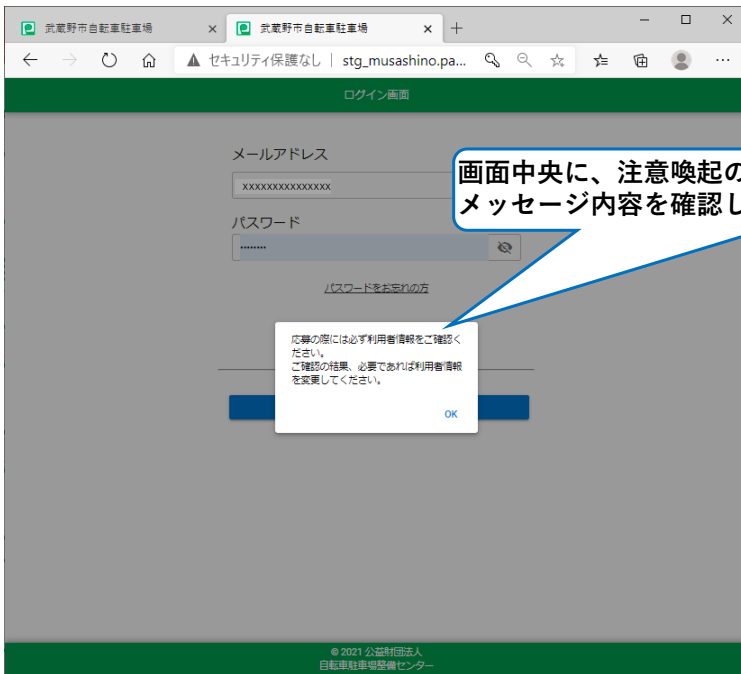 武蔵野市自転車駐車場
武蔵野市自転車駐車場
セキュリティ保護なし | stg_musashino.pa...
ログイン画面
メールアドレス
xxxxxxxxxxxxxxx
画面中央に、注意喚起の
メッセージ内容を確認し
パスワード
········
パスワードをお忘れの方
応募の際には必ず利用者情報をご確認く
ださい。
ご確認の結果、必要であれば利用者情報
を変更してください。
OK
© 2021 公益財団法人
自転車駐車場整備センター